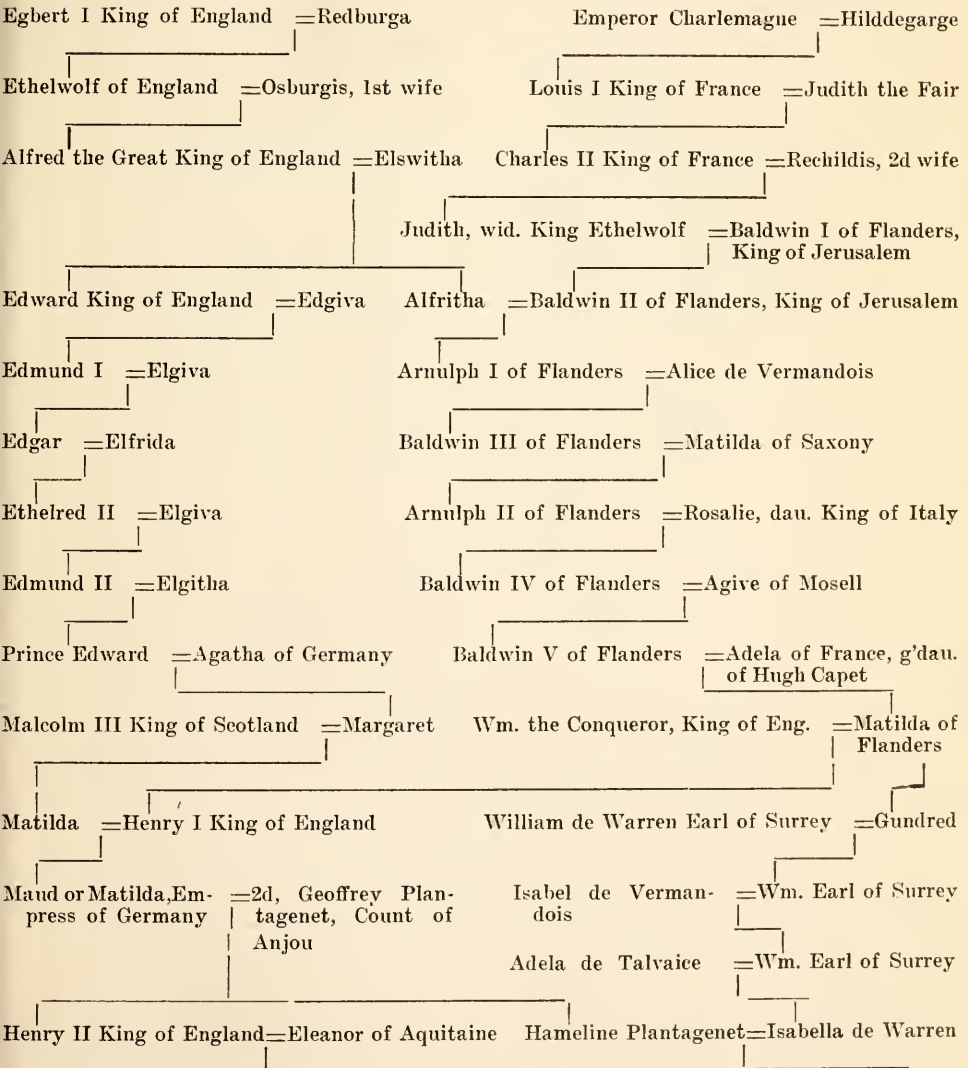 Egbert I King of England =Redburga Emperor Charlemagne =Hilddegarge
Ethelwolf of England =Osburgis, 1st wife Louis I King of France =Judith the Fair
Alfred the Great King of England =Elswitha Charles II King of France =Rechildis, 2d wife
Judith, wid. King Ethelwolf =Baldwin I of Flanders,
King of Jerusalem
Edward King of England =Edgiva Alfritha =Baldwin II of Flanders, King of Jerusalem
Edmund I =Elgiva Arnulph I of Flanders =Alice de Vermandois
Edgar =Elfrida Baldwin III of Flanders =Matilda of Saxony
Ethelred II =Elgiva Arnulph II of Flanders =Rosalie, dau. King of Italy
Edmund II =Elgitha Baldwin IV of Flanders =Agive of Mosell
Prince Edward =Agatha of Germany Baldwin V of Flanders =Adela of France, g'dau.
of Hugh Capet
Malcolm III King of Scotland =Margaret Wm. the Conqueror, King of Eng. =Matilda of
Flanders
Matilda =Henry I King of England William de Warren Earl of Surrey =Gundred
Maud or Matilda, Em- =2d, Geoffrey Plan- Isabel de Verman- =Wm. Earl of Surrey
press of Germany tagenet, Count of dois
Anjou
Adela de Talvaice =Wm. Earl of Surrey
Henry II King of England=Eleanor of Aquitaine Hameline Plantagenet=Isabella de Warren